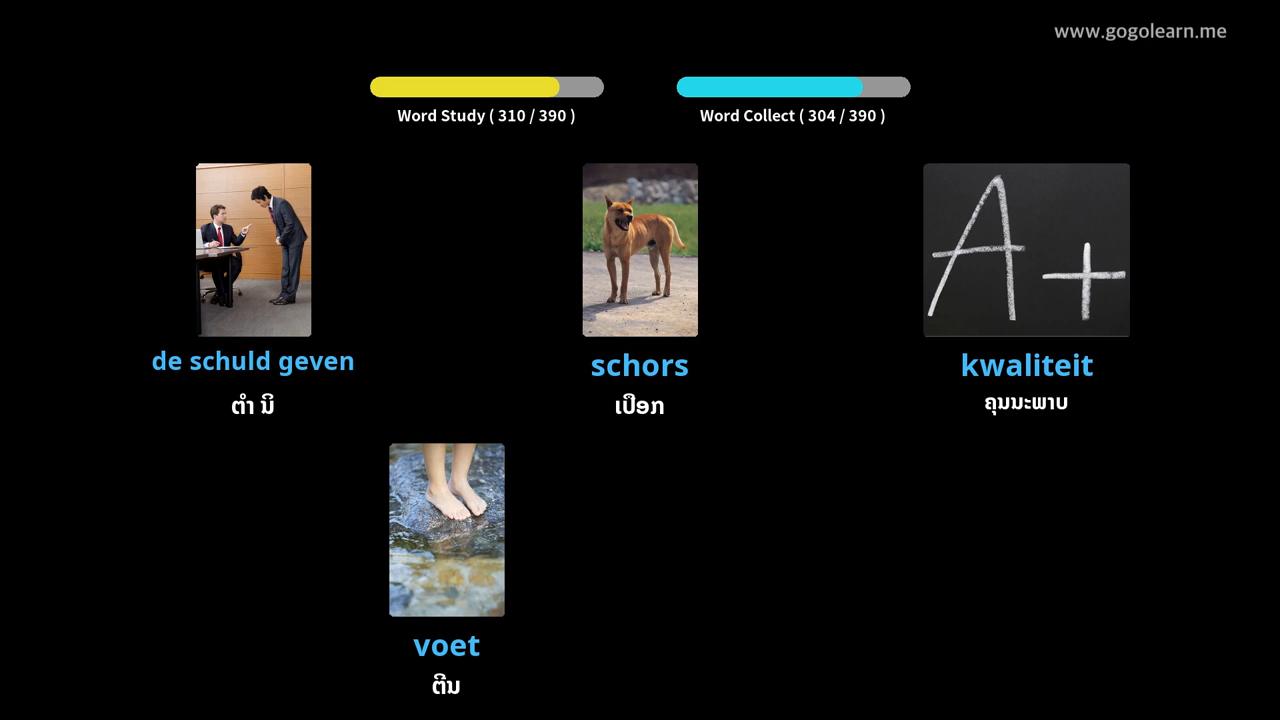 www.gogolearn.me
Word Study ( 310 / 390 )
Word Collect ( 304 / 390 )
A+
de schuld geven
ຕຳ ນິ
schors
ເປືອກ
kwaliteit
ຄຸນນະພາບ
voet
ຕີນ